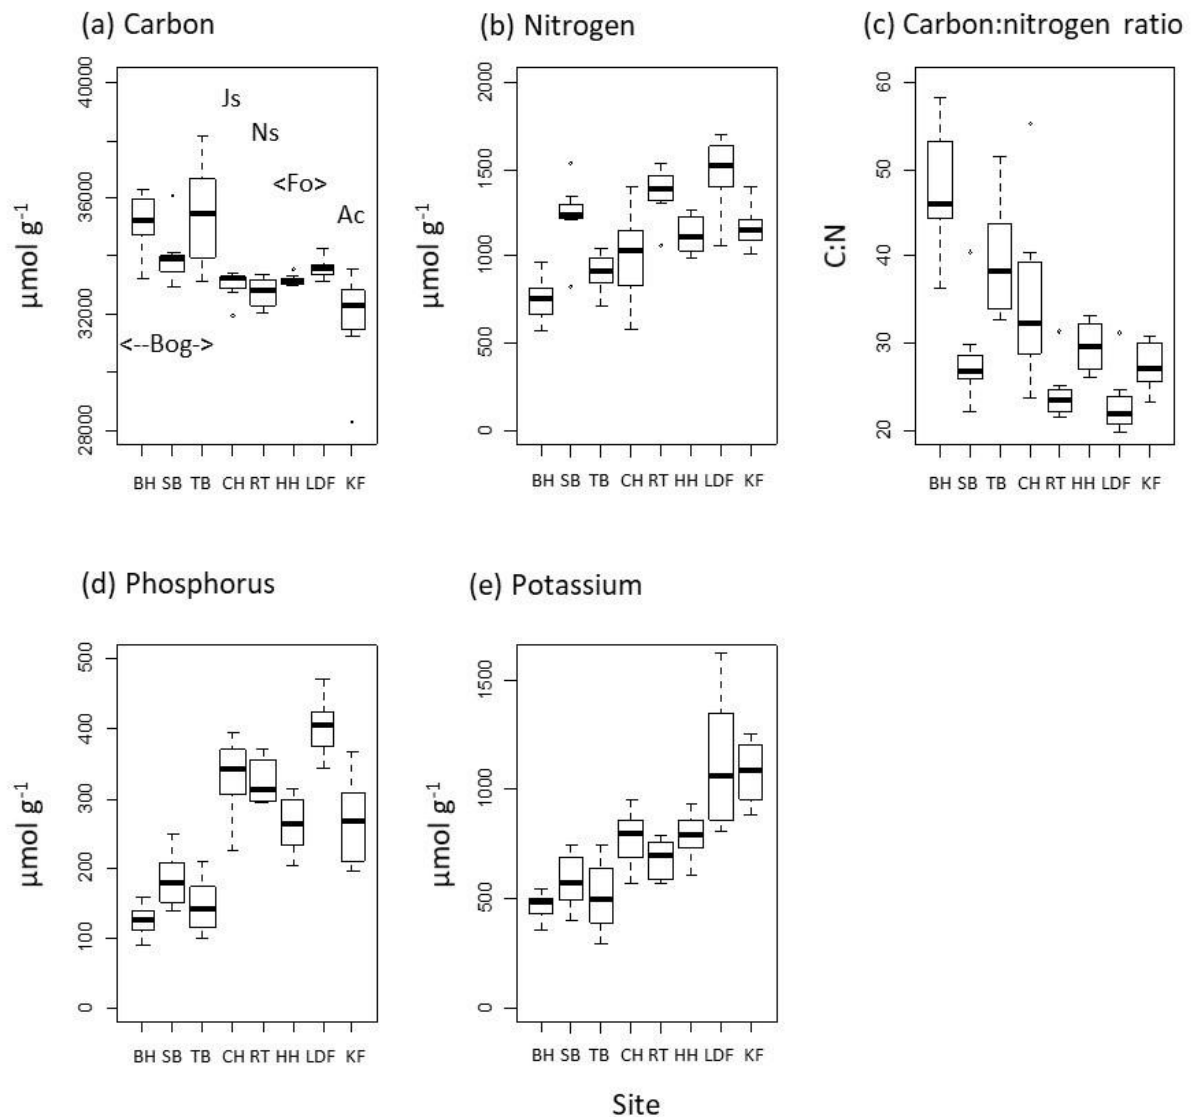 (a) Carbon
(b) Nitrogen
(c) Carbon:nitrogen ratio
µmol g-1
40000
36000
32000
28000
Js
Ns
<Fo>
Ac
<--Bog->
BH SB TB CH RT HH LDF KF
µmol g-1
2000
1500
1000
500
0
BH SB TB CH RT HH LDF KF
C:N
60
50
40
30
20
BH SB TB CH RT HH LDF KF
(d) Phosphorus
(e) Potassium
µmol g-1
500
400
300
200
100
0
BH SB TB CH RT HH LDF KF
µmol g-1
1500
1000
500
0
BH SB TB CH RT HH LDF KF
Site